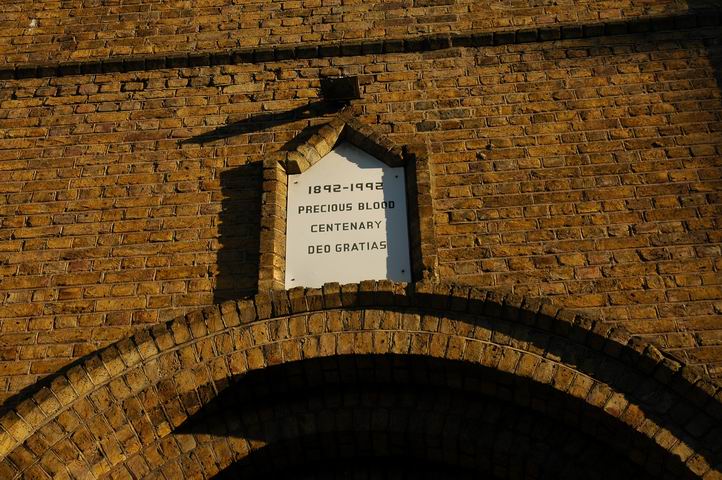 1892-1992
PRECIOUS BLOOD
CENTENARY
DEO GRATIAS